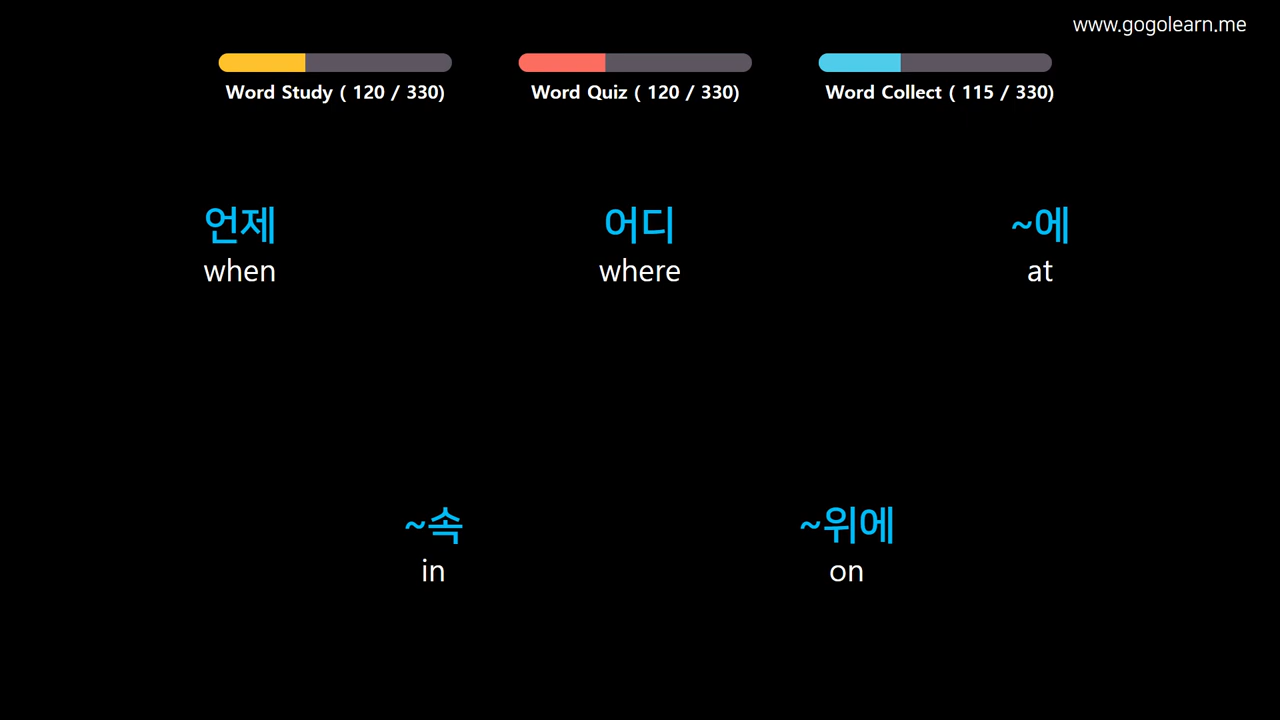 www.gogolearn.me
Word Study ( 120 / 330)
Word Quiz ( 120 / 330)
Word Collect ( 115 / 330)
언제
when
어디
where
~에
at
~속
in
~위에
on